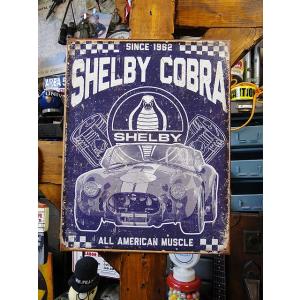 SINCE 1962
SHELBY COBRA
SHELBY
ALL AMERICAN MUSCLE